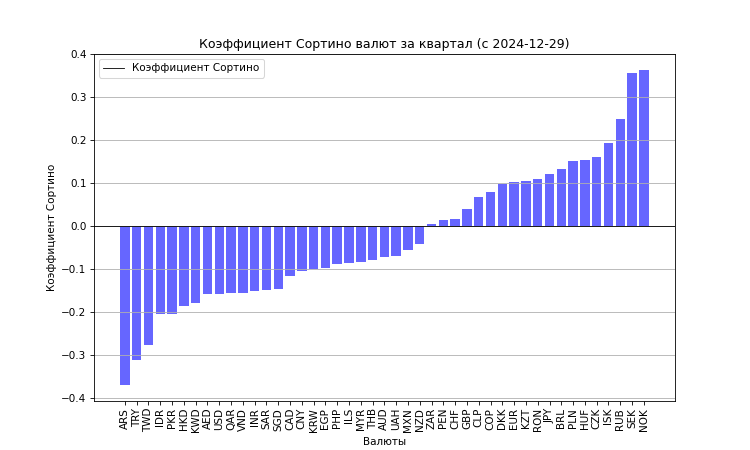 Коэффициент Сортино валют за квартал (с 2024-12-29)
Коэффициент Сортино
0.4
0.3
0.2
0.1
0.0
−0.1
−0.2
−0.3
−0.4
Коэффициент Сортино
ARS
TRY
TWD
IDR
PKR
HKD
KWD
AED
USD
QAR
VND
INR
SAR
SGD
CAD
CNY
KRW
EGP
PHP
ILS
MYR
THB
AUD
UAH
MXN
NZD
ZAR
PEN
CHF
GBP
CLP
COP
DKK
EUR
KZT
RON
JPY
BRL
PLN
HUF
CZK
ISK
RUB
SEK
NOK
Валюты